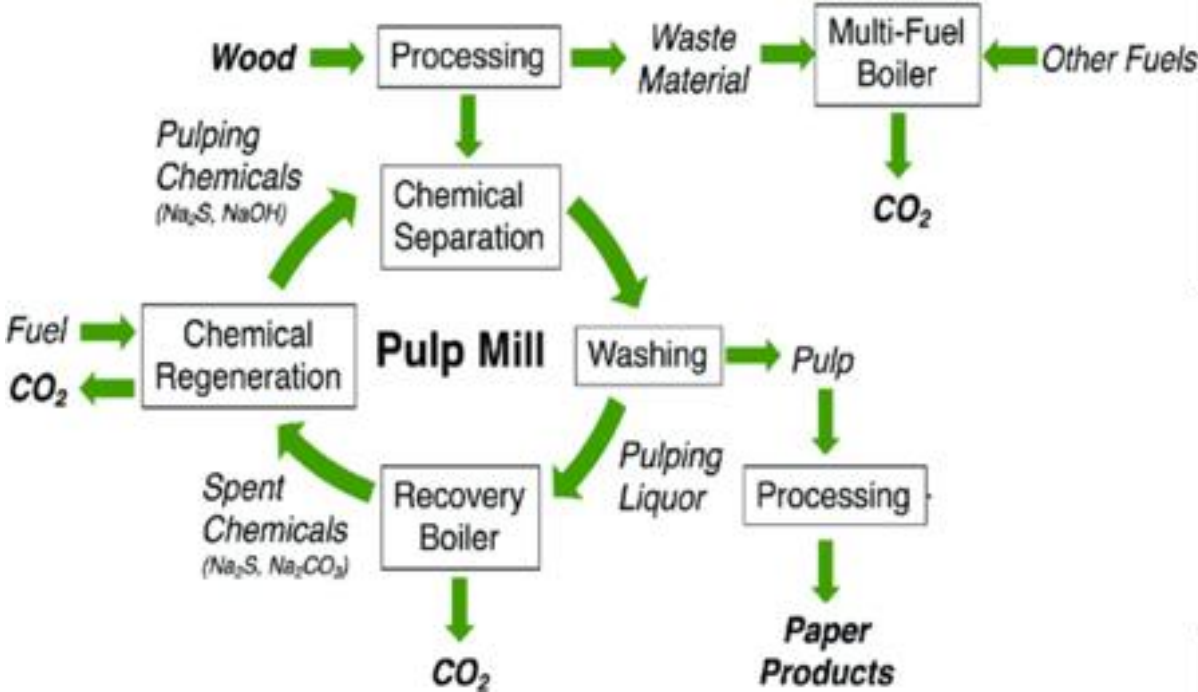 Wood
Processing
Waste
Material
Multi-Fuel
Boiler
Other Fuels
Pulping
Chemicals
(Na₂S, NaOH)
Chemical
Separation
CO₂
Fuel
CO₂
Chemical
Regeneration
Pulp Mill
Washing
Pulp
Spent
Chemicals
(Na₂S, Na₂CO₃)
Recovery
Boiler
Pulping
Liquor
Processing
CO₂
Paper
Products